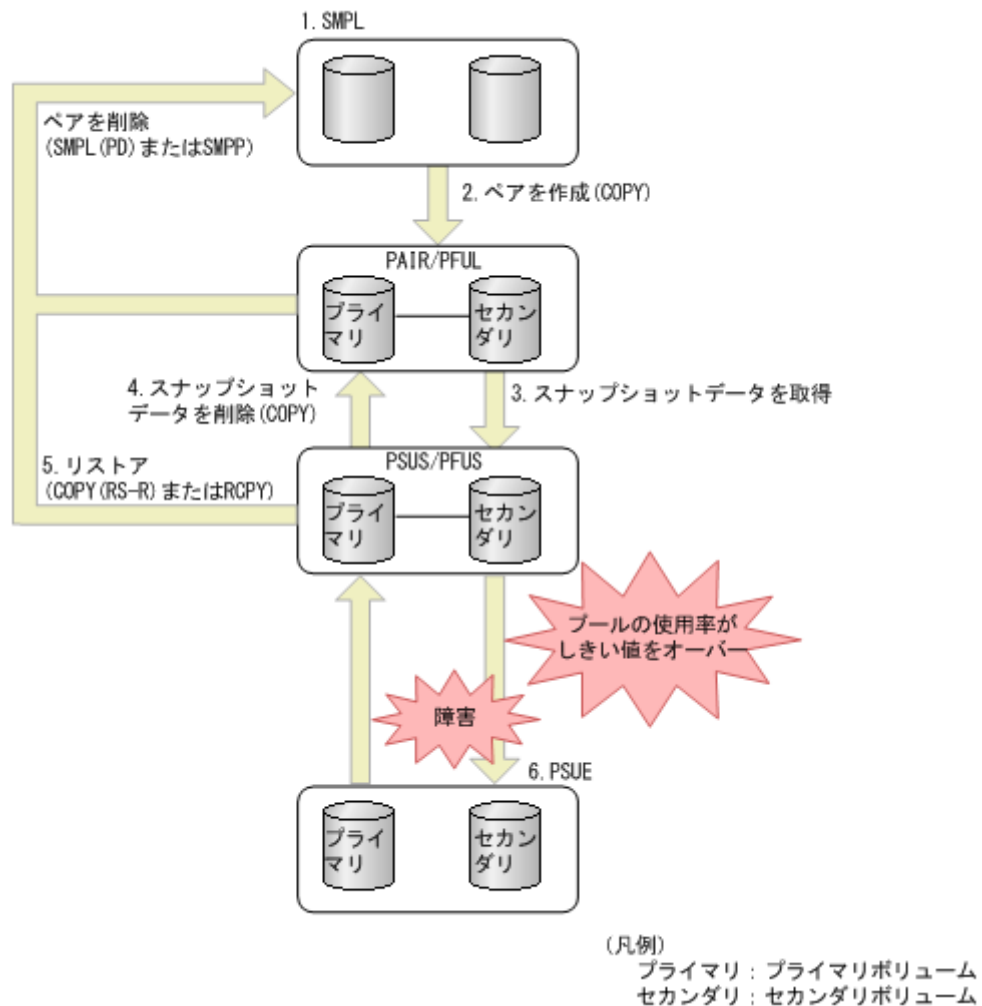 1.SMPL
ペアを削除
(SMPL(PD)またはSMPP)
2.ペアを作成(COPY)
PAIR/PFUL
プライ
マリ
セカン
ダリ
4.スナップショット
データを削除(COPY)
3.スナップショットデータを取得
PSUS/PFUS
5.リストア
(COPY(RS-R)またはRCPY)
プライ
マリ
セカン
ダリ
プールの使用率が
しきい値をオーバー
障害
6.PSUE
プライ
マリ
セカン
ダリ
(凡例)
プライマリ:プライマリボリューム
セカンダリ:セカンダリボリューム